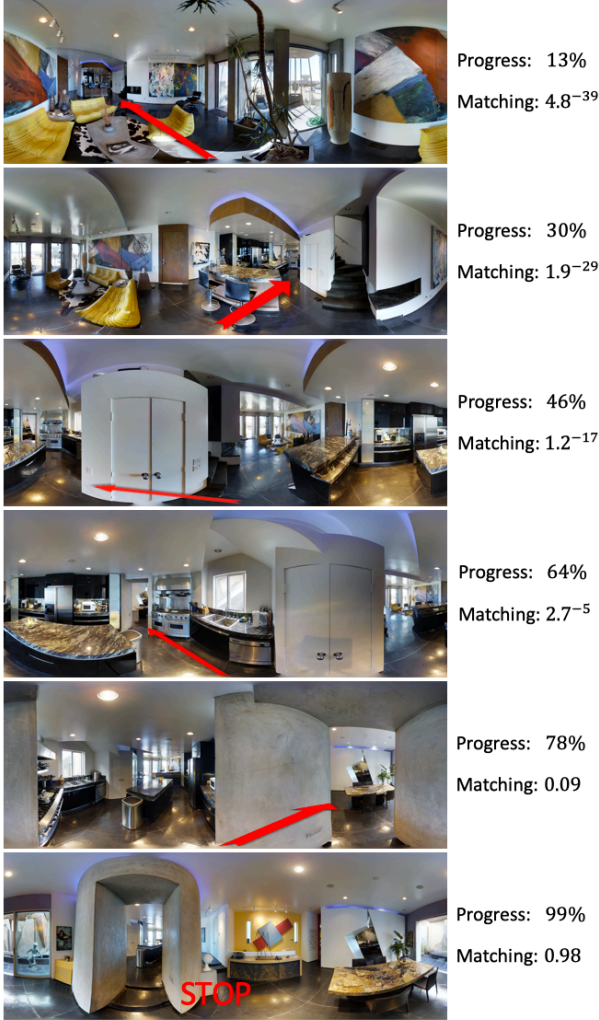 Progress: 13%
Matching: 4.8⁻³⁹
Progress: 30%
Matching: 1.9⁻²⁹
Progress: 46%
Matching: 1.2⁻¹⁷
Progress: 64%
Matching: 2.7⁻⁵
Progress: 78%
Matching: 0.09
Progress: 99%
Matching: 0.98
STOP